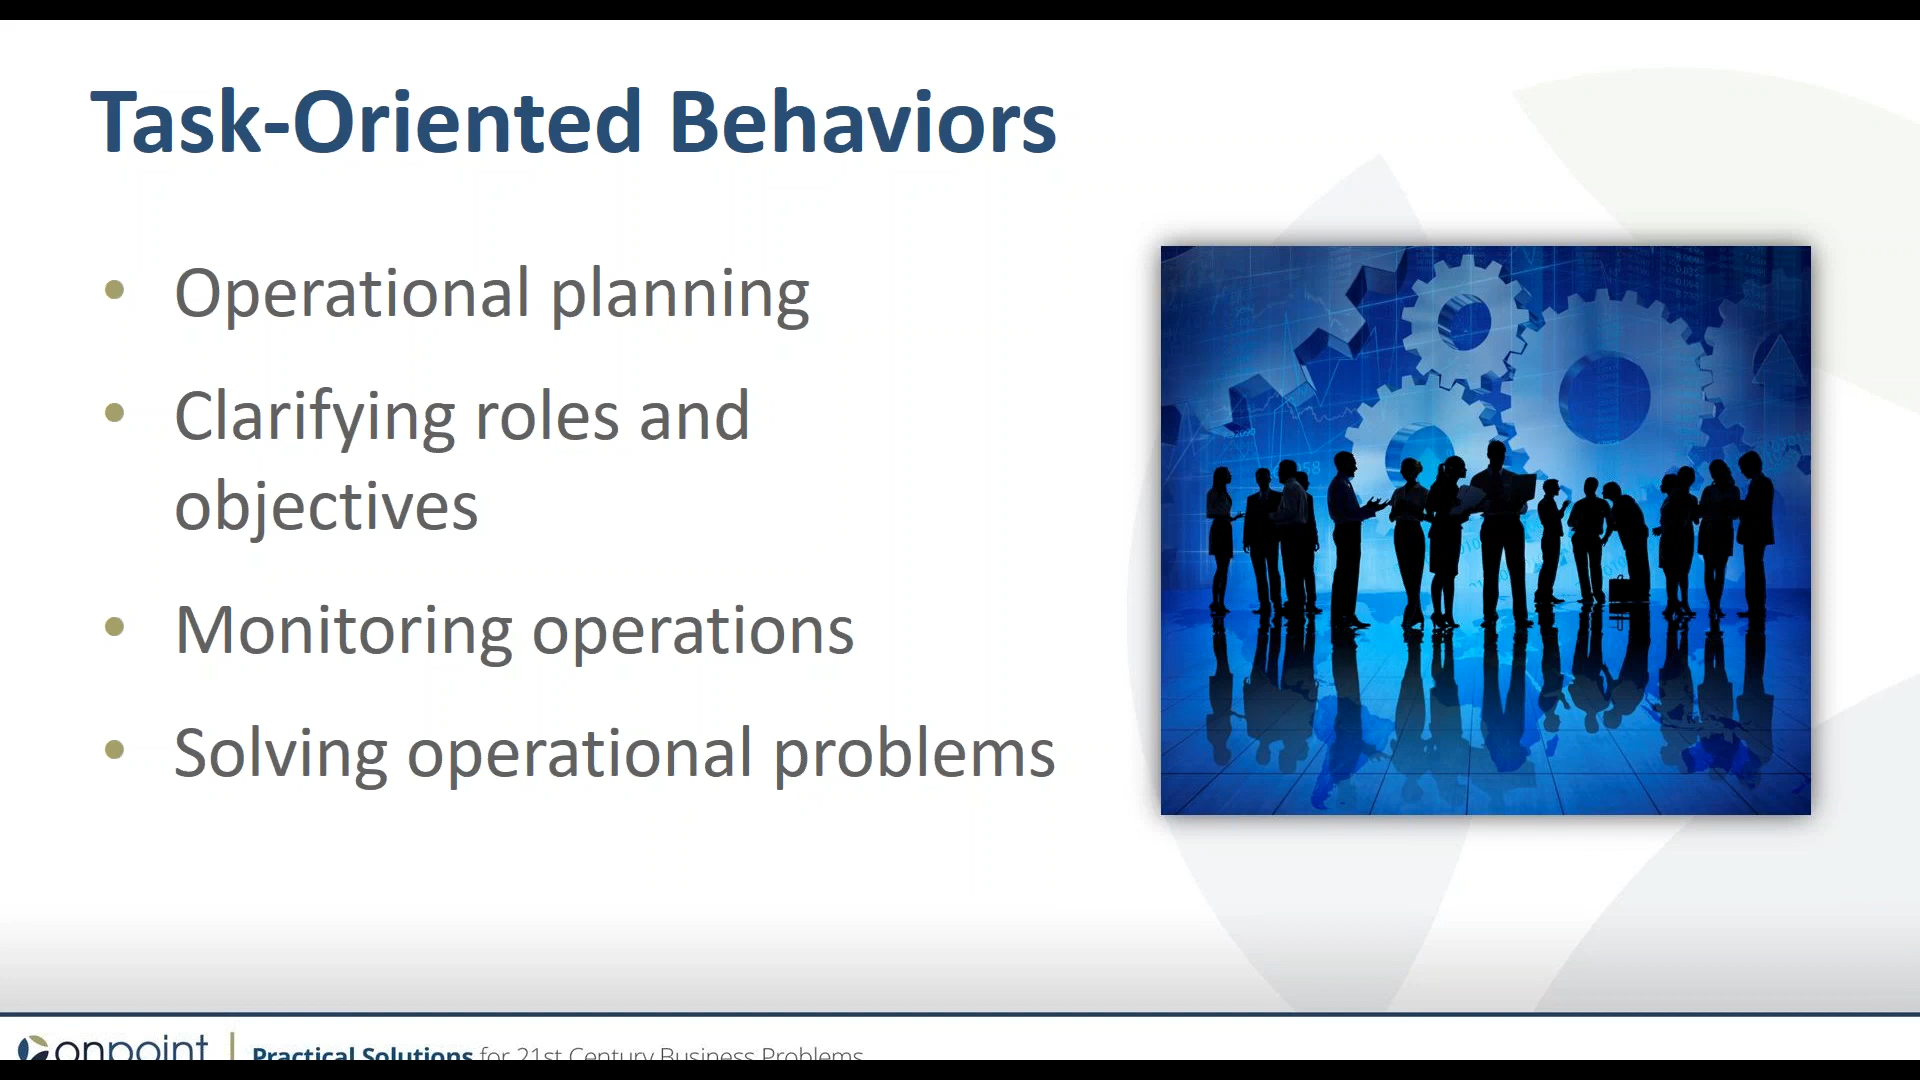 Task-Oriented Behaviors
• Operational planning
• Clarifying roles and
objectives
• Monitoring operations
• Solving operational problems
onpoint | Practical Solutions for 21st Century Business Problems